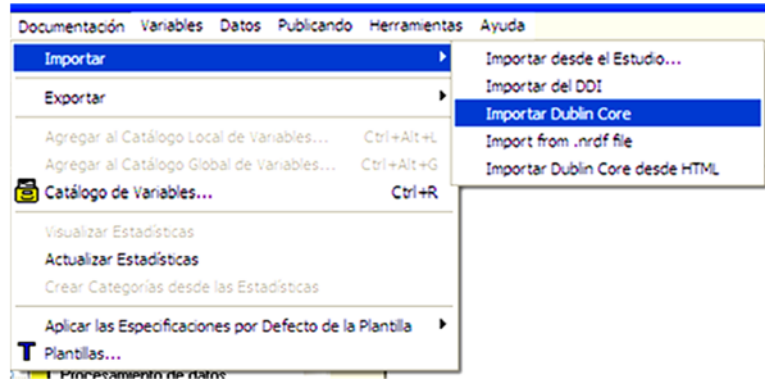 Documentación Variables Datos Publicando Herramientas Ayuda
Importar
Exportar
Agregar al Catálogo Local de Variables... Ctrl+Alt+L
Agregar al Catálogo Global de Variables... Ctrl+Alt+G
Catálogo de Variables... Ctrl+R
Visualizar Estadísticas
Actualizar Estadísticas
Crear Categorías desde las Estadísticas
Aplicar las Especificaciones por Defecto de la Plantilla
T Plantillas...
Procesamiento de datos
Importar desde el Estudio...
Importar del DDI
Importar Dublin Core
Import from .nrdf file
Importar Dublin Core desde HTML